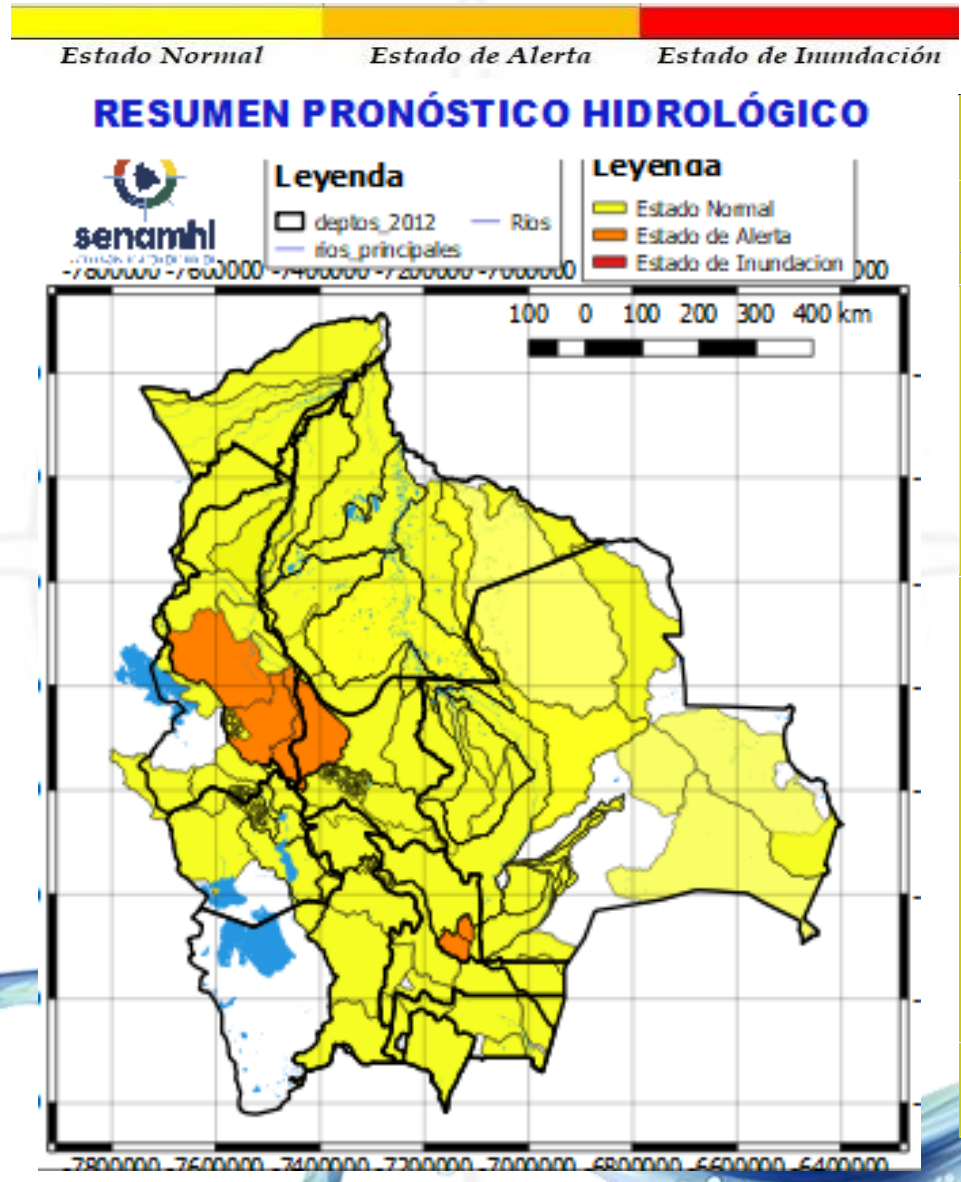 Estado Normal Estado de Alerta Estado de Inundación
RESUMEN PRONÓSTICO HIDROLÓGICO
senamhi
Leyenda
deptos_2012 Rios
rios_principales
Leyenda
Estado Normal
Estado de Alerta
Estado de Inundacion
-7800000 -7600000 -7400000 -7200000 -7000000
100 0 100 200 300 400 km
-7800000 -7600000 -7400000 -7200000 -7000000 -6800000 -6600000 -6400000